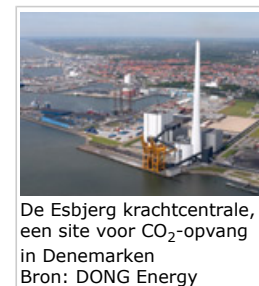 De Esbjerg krachtcentrale,
een site voor CO₂-opvang
in Denemarken
Bron: DONG Energy